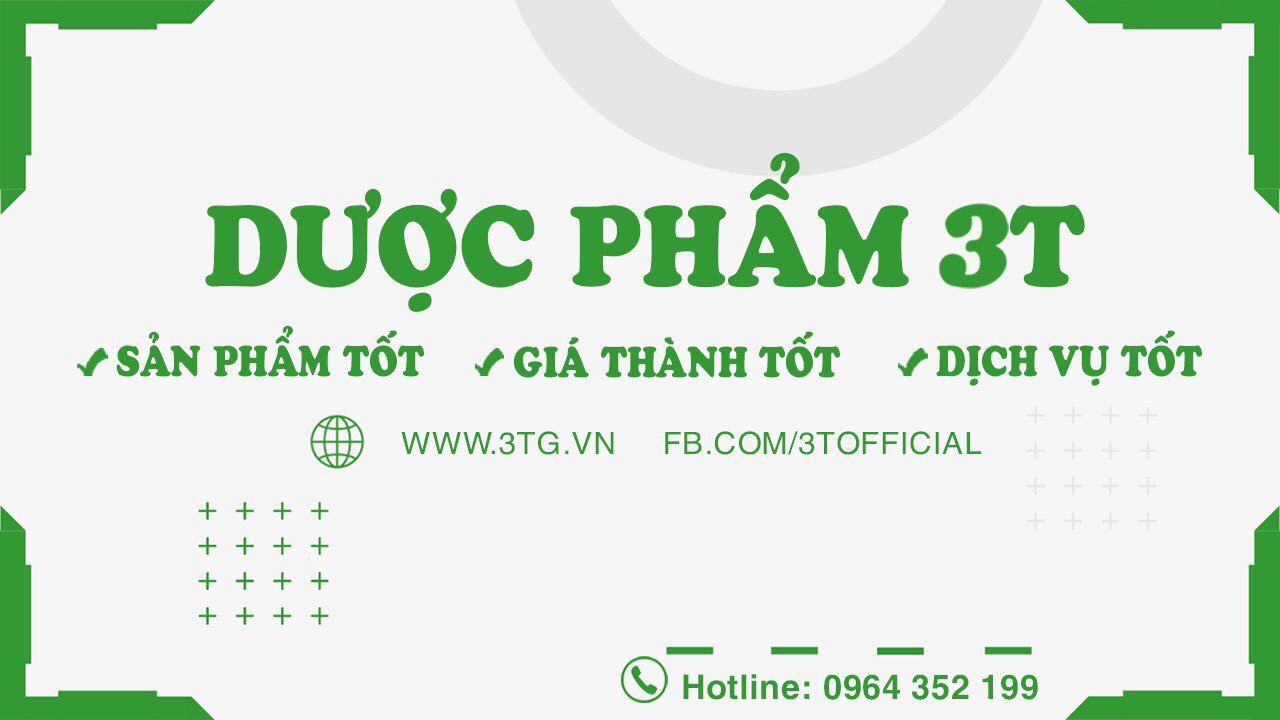 DƯỢC PHẨM 3T
SẢN PHẨM TỐT GIÁ THÀNH TỐT DỊCH VỤ TỐT
WWW.3TG.VN FB.COM/3TOFFICIAL
Hotline: 0964 352 199